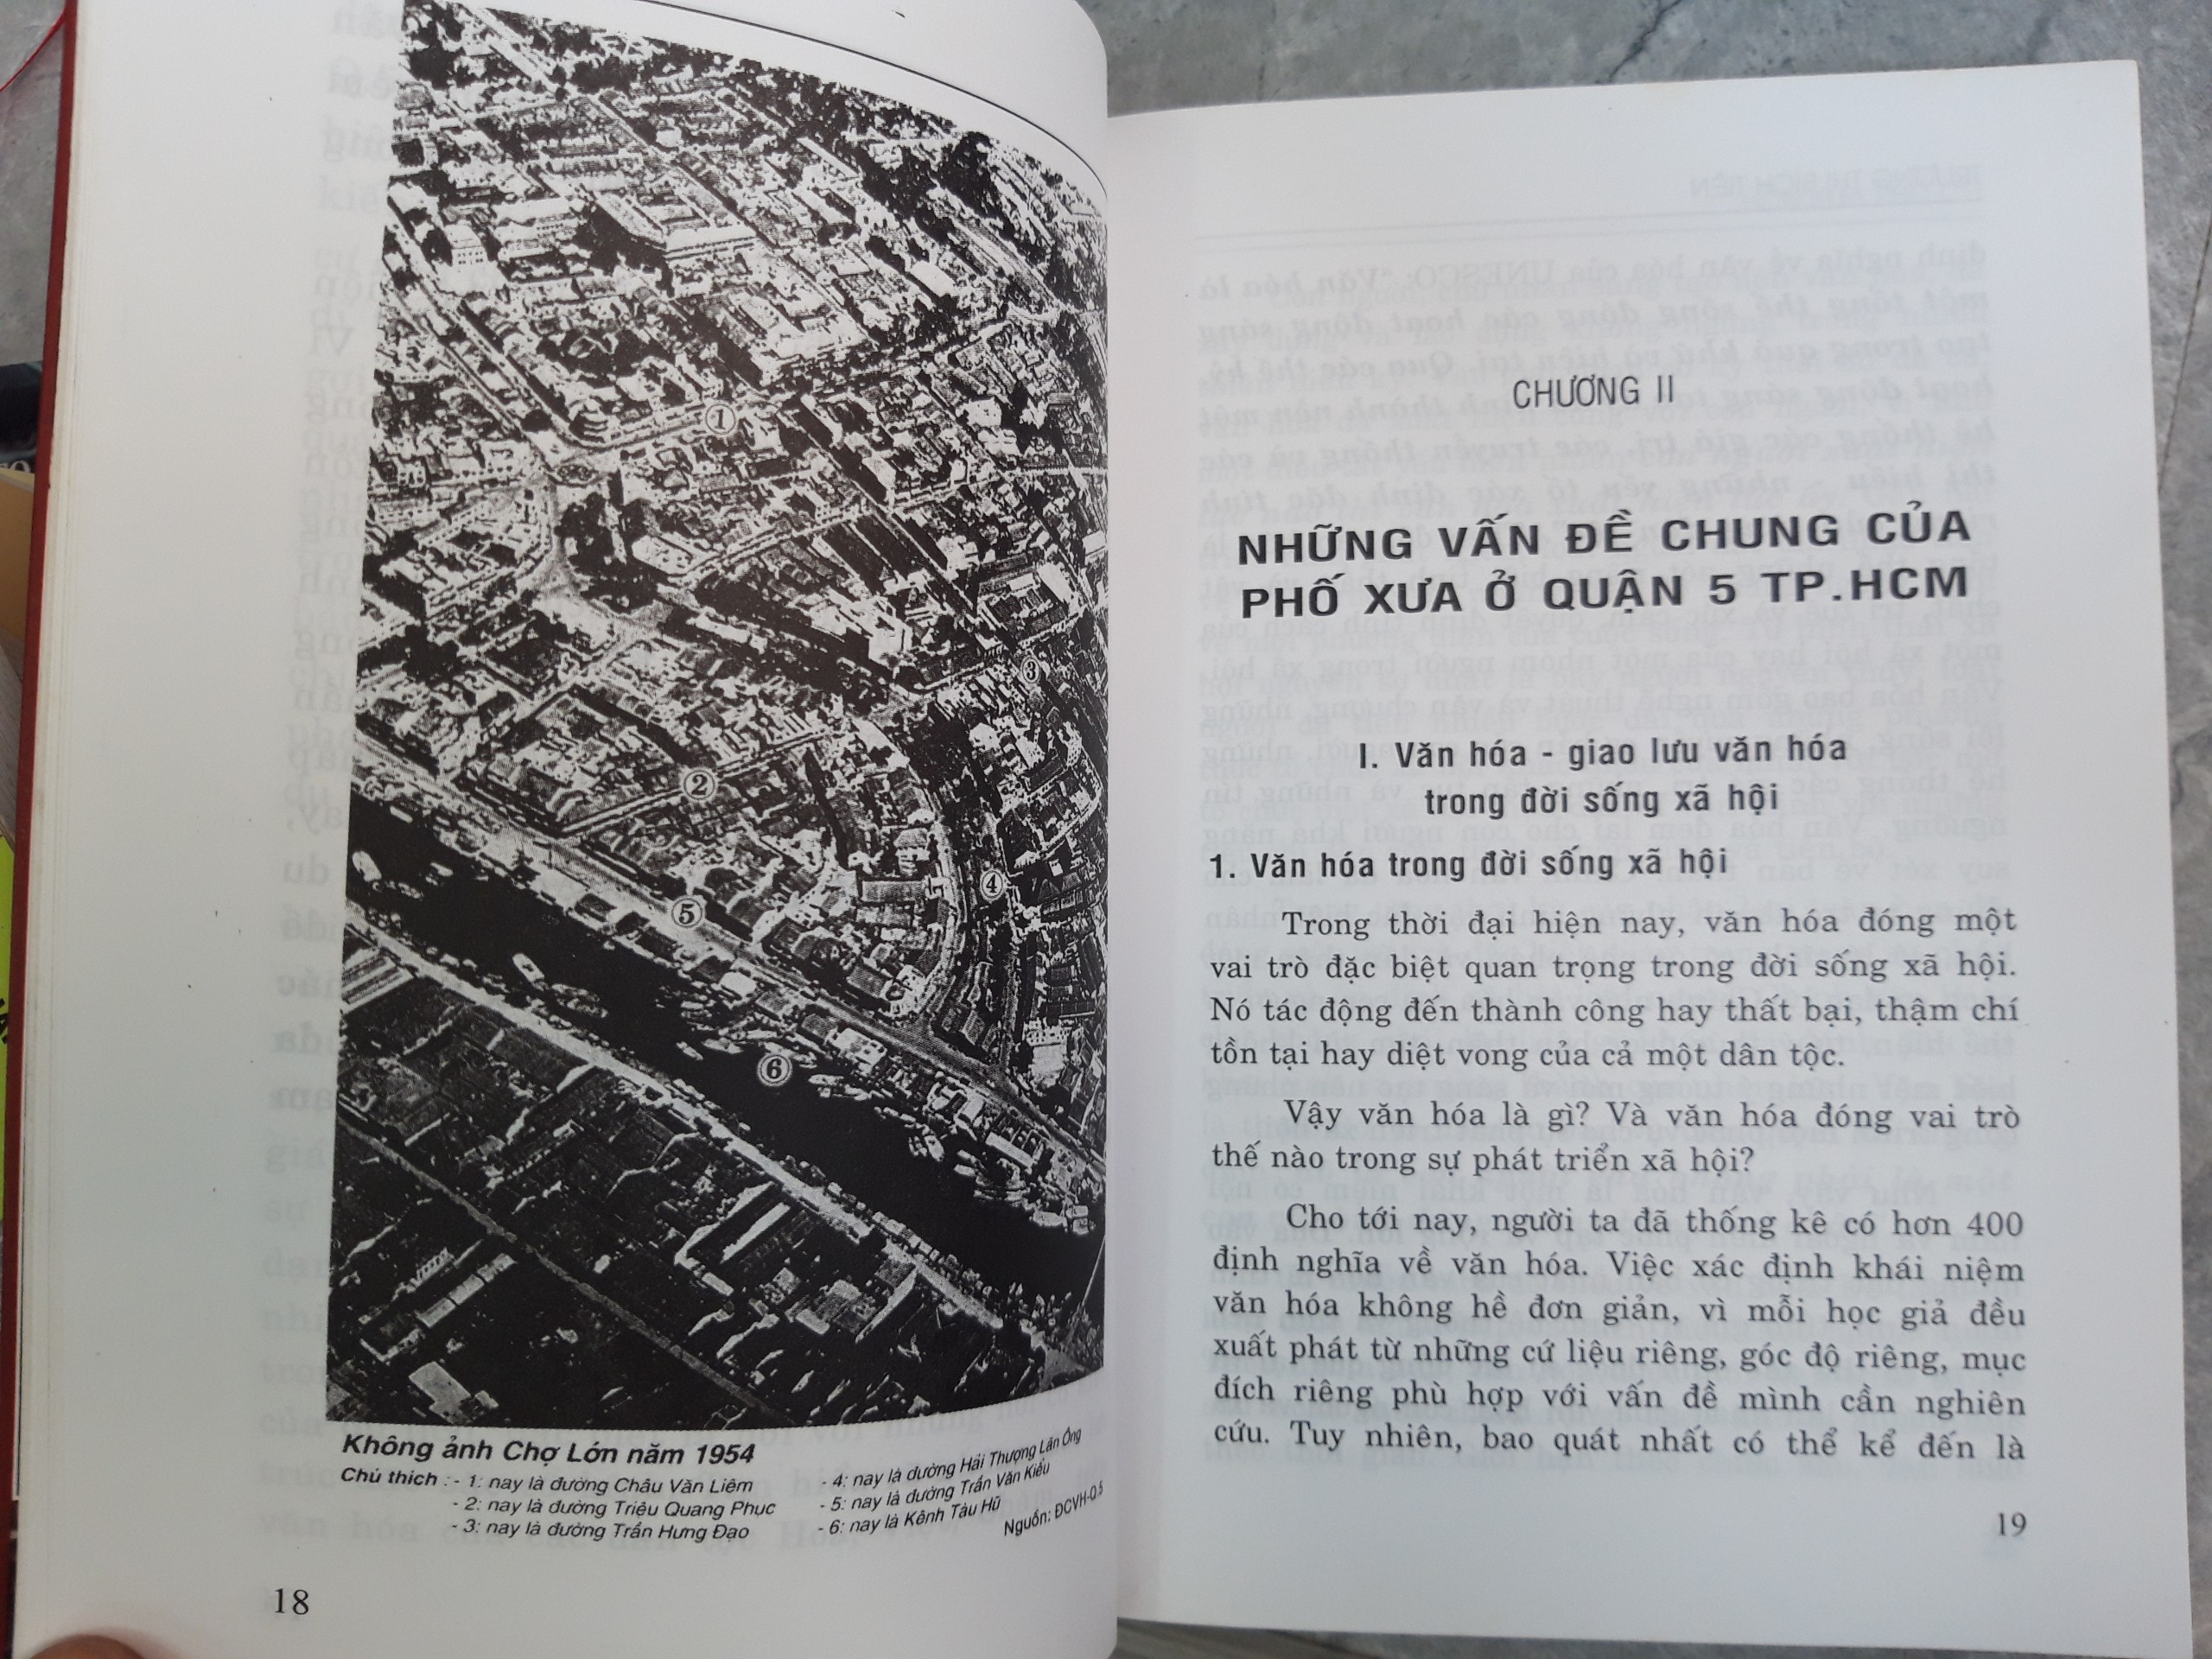 ①
③
②
④
⑤
⑥
Không ảnh Chợ Lớn năm 1954
Chú thích : - 1: nay là đường Châu Văn Liêm
- 2: nay là đường Triệu Quang Phục
- 3: nay là đường Trần Hưng Đạo
- 4: nay là đường Hải Thượng Lãn Ông
- 5: nay là đường Trần Văn Kiểu
- 6: nay là Kênh Tàu Hũ
Nguồn: ĐCVH-Q.5
18
CHƯƠNG II
NHỮNG VẤN ĐỀ CHUNG CỦA
PHỐ XƯA Ở QUẬN 5 TP.HCM
I. Văn hóa - giao lưu văn hóa
trong đời sống xã hội
1. Văn hóa trong đời sống xã hội
Trong thời đại hiện nay, văn hóa đóng một
vai trò đặc biệt quan trọng trong đời sống xã hội.
Nó tác động đến thành công hay thất bại, thậm chí
tồn tại hay diệt vong của cả một dân tộc.
Vậy văn hóa là gì? Và văn hóa đóng vai trò
thế nào trong sự phát triển xã hội?
Cho tới nay, người ta đã thống kê có hơn 400
định nghĩa về văn hóa. Việc xác định khái niệm
văn hóa không hề đơn giản, vì mỗi học giả đều
xuất phát từ những cứ liệu riêng, góc độ riêng, mục
đích riêng phù hợp với vấn đề mình cần nghiên
cứu. Tuy nhiên, bao quát nhất có thể kể đến là
19